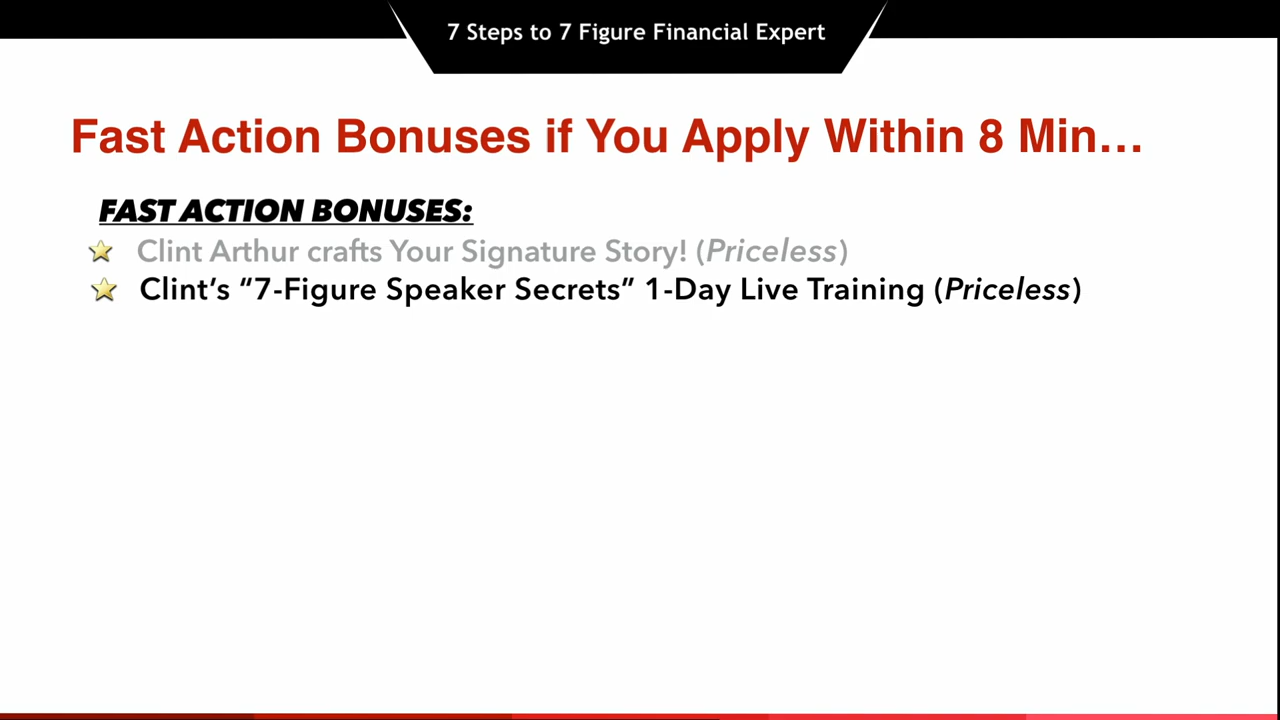 7 Steps to 7 Figure Financial Expert
Fast Action Bonuses if You Apply Within 8 Min...
FAST ACTION BONUSES:
Clint Arthur crafts Your Signature Story! (Priceless)
Clint’s “7-Figure Speaker Secrets” 1-Day Live Training (Priceless)